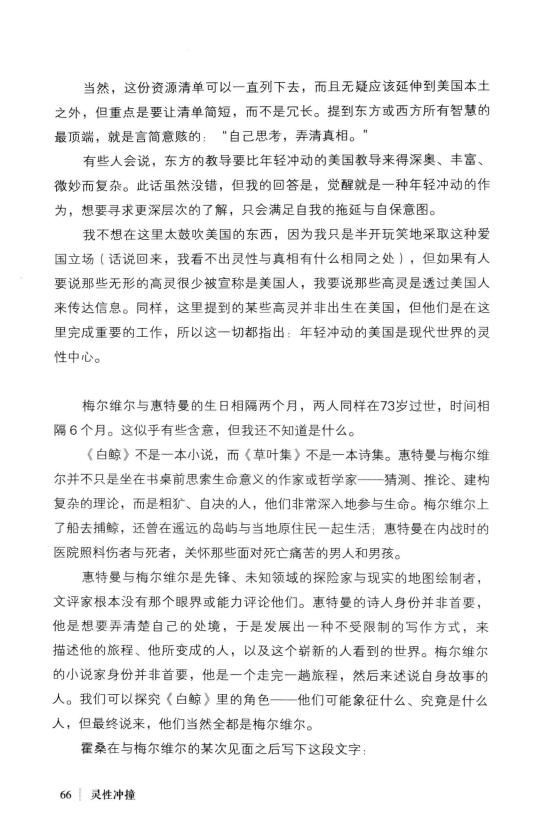 当然，这份资源清单可以一直列下去，而且无疑应该延伸到美国本土
之外，但重点是要让清单简短，而不是冗长。提到东方或西方所有智慧的
最顶端，就是言简意赅的：“自己思考，弄清真相。”
有些人会说，东方的教导要比年轻冲动的美国教导来得深奥、丰富、
微妙而复杂。此话虽然没错，但我的回答是，觉醒就是一种年轻冲动的作
为，想要寻求更深层次的了解，只会满足自我的拖延与自保意图。
我不想在这里太鼓吹美国的东西，因为我只是半开玩笑地采取这种爱
国立场（话说回来，我看不出灵性与真相有什么相同之处），但如果有人
要说那些无形的高灵很少被宣称是美国人，我要说那些高灵是透过美国人
来传达信息。同样，这里提到的某些高灵并非出生在美国，但他们是在这
里完成重要的工作，所以这一切都指出：年轻冲动的美国是现代世界的灵
性中心。
梅尔维尔与惠特曼的生日相隔两个月，两人同样在73岁过世，时间相
隔6个月。这似乎有些含意，但我还不知道是什么。
《白鲸》不是一本小说，而《草叶集》不是一本诗集。惠特曼与梅尔维
尔并不只是坐在书桌前思索生命意义的作家或哲学家——猜测、推论、建构
复杂的理论，而是粗犷、自决的人，他们非常深入地参与生命。梅尔维尔上
了船去捕鲸，还曾在遥远的岛屿与当地原住民一起生活；惠特曼在内战时的
医院照料伤者与死者，关怀那些面对死亡痛苦的男人和男孩。
惠特曼与梅尔维尔是先锋、未知领域的探险家与现实的地图绘制者，
文评家根本没有那个眼界或能力评论他们。惠特曼的诗人身份并非首要，
他是想要弄清楚自己的处境，于是发展出一种不受限制的写作方式，来
描述他的旅程、他所变成的人，以及这个崭新的人看到的世界。梅尔维尔
的小说家身份并非首要，他是一个走完一趟旅程，然后来述说自身故事的
人。我们可以探究《白鲸》里的角色——他们可能象征什么、究竟是什么
人，但最终说来，他们当然全都是梅尔维尔。
霍桑在与梅尔维尔的某次见面之后写下这段文字：
66 | 灵性冲撞